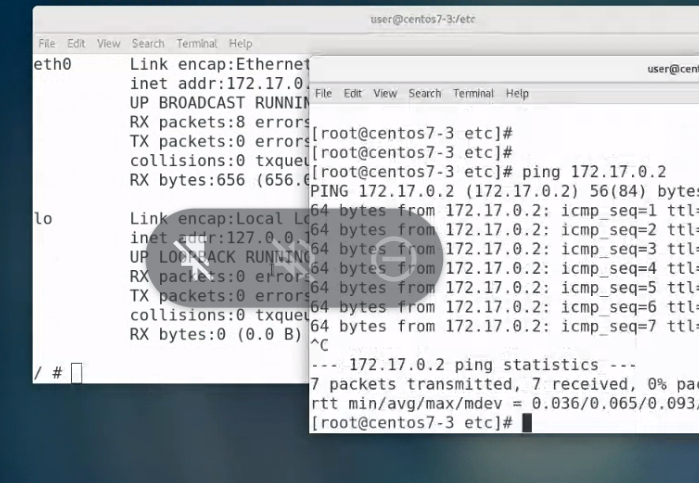 user@centos7-3:/etc
File Edit View Search Terminal Help
eth0 Link encap:Ethernet
inet addr:172.17.0.
UP BROADCAST RUNNIN
RX packets:8 errors
TX packets:0 errors
collisions:0 txqueu
RX bytes:656 (656.0
lo Link encap:Local Lo
inet addr:127.0.0.1
UP LOOPBACK RUNNING
RX packets:0 errors
TX packets:0 errors
collisions:0 txqueu
RX bytes:0 (0.0 B)
/ #
user@cent
File Edit View Search Terminal Help
[root@centos7-3 etc]#
[root@centos7-3 etc]#
[root@centos7-3 etc]# ping 172.17.0.2
PING 172.17.0.2 (172.17.0.2) 56(84) bytes
64 bytes from 172.17.0.2: icmp_seq=1 ttl=
64 bytes from 172.17.0.2: icmp_seq=2 ttl=
64 bytes from 172.17.0.2: icmp_seq=3 ttl=
64 bytes from 172.17.0.2: icmp_seq=4 ttl=
64 bytes from 172.17.0.2: icmp_seq=5 ttl=
64 bytes from 172.17.0.2: icmp_seq=6 ttl=
64 bytes from 172.17.0.2: icmp_seq=7 ttl=
^C
--- 172.17.0.2 ping statistics ---
7 packets transmitted, 7 received, 0% pac
rtt min/avg/max/mdev = 0.036/0.065/0.093/
[root@centos7-3 etc]#